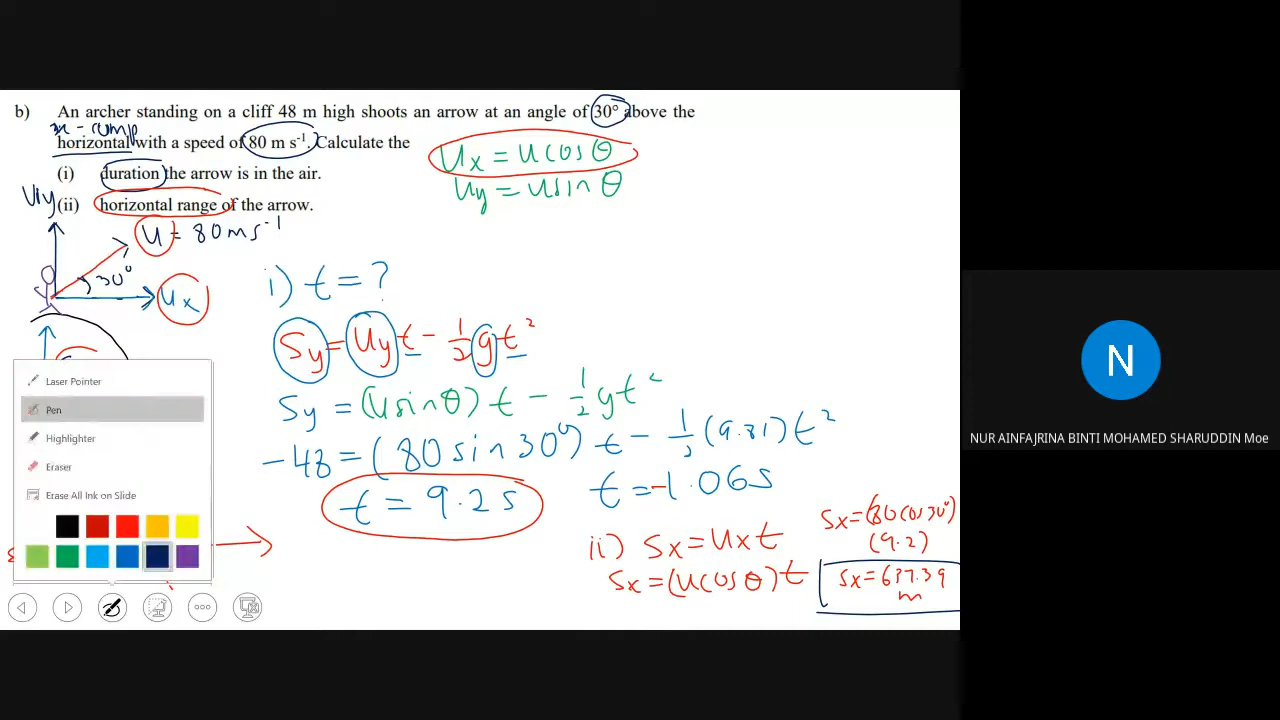 b) An archer standing on a cliff 48 m high shoots an arrow at an angle of 30° above the
x-comp
horizontal with a speed of 80 m s⁻¹. Calculate the
(i) duration the arrow is in the air.
(ii) horizontal range of the arrow.
Ux = u cos θ
Uy = u sin θ
Uy
U = 80 m s⁻¹
30°
Ux
i) t = ?
Sy = Uy t - 1/2 g t²
Sy = (u sin θ) t - 1/2 g t²
-48 = (80 sin 30°) t - 1/2 (9.81) t²
t = 9.2 s
t = -1.06 s
ii) Sx = Ux t
Sx = (u cos θ) t
Sx = (80 cos 30°)
(9.2)
Sx = 637.39
m
Laser Pointer
Pen
Highlighter
Eraser
Erase All Ink on Slide
N
NUR AINFAJRINA BINTI MOHAMED SHARUDDIN Moe